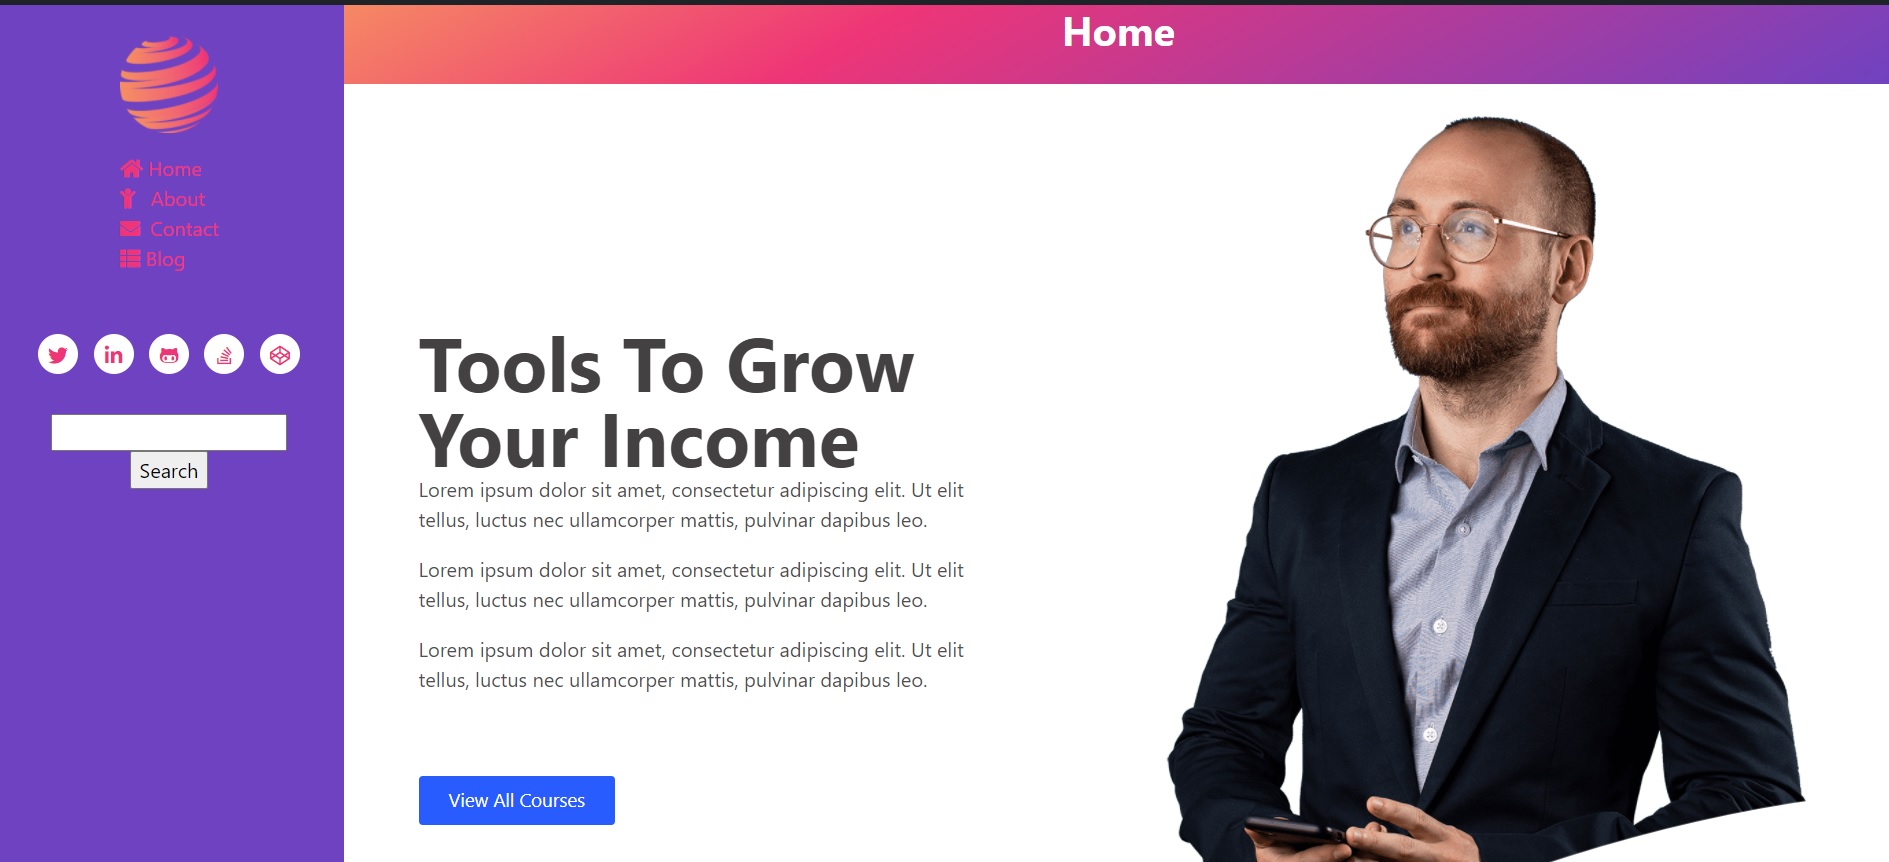 Home
Home
About
Contact
Blog
Search
Tools To Grow
Your Income
Lorem ipsum dolor sit amet, consectetur adipiscing elit. Ut elit
tellus, luctus nec ullamcorper mattis, pulvinar dapibus leo.
Lorem ipsum dolor sit amet, consectetur adipiscing elit. Ut elit
tellus, luctus nec ullamcorper mattis, pulvinar dapibus leo.
Lorem ipsum dolor sit amet, consectetur adipiscing elit. Ut elit
tellus, luctus nec ullamcorper mattis, pulvinar dapibus leo.
View All Courses